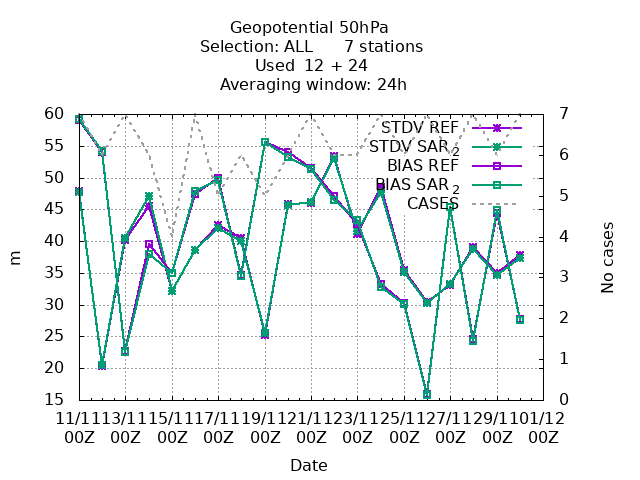 Geopotential 50hPa
Selection: ALL 7 stations
Used 12 + 24
Averaging window: 24h
60
55
50
45
40
35
30
25
20
15
7
6
5
4
3
2
1
0
m
No cases
STDV REF
STDV SAR_2
BIAS REF
BIAS SAR_2
CASES
11/11 13/11 15/11 17/11 19/11 21/11 23/11 25/11 27/11 29/11 01/12
00Z 00Z 00Z 00Z 00Z 00Z 00Z 00Z 00Z 00Z 00Z
Date